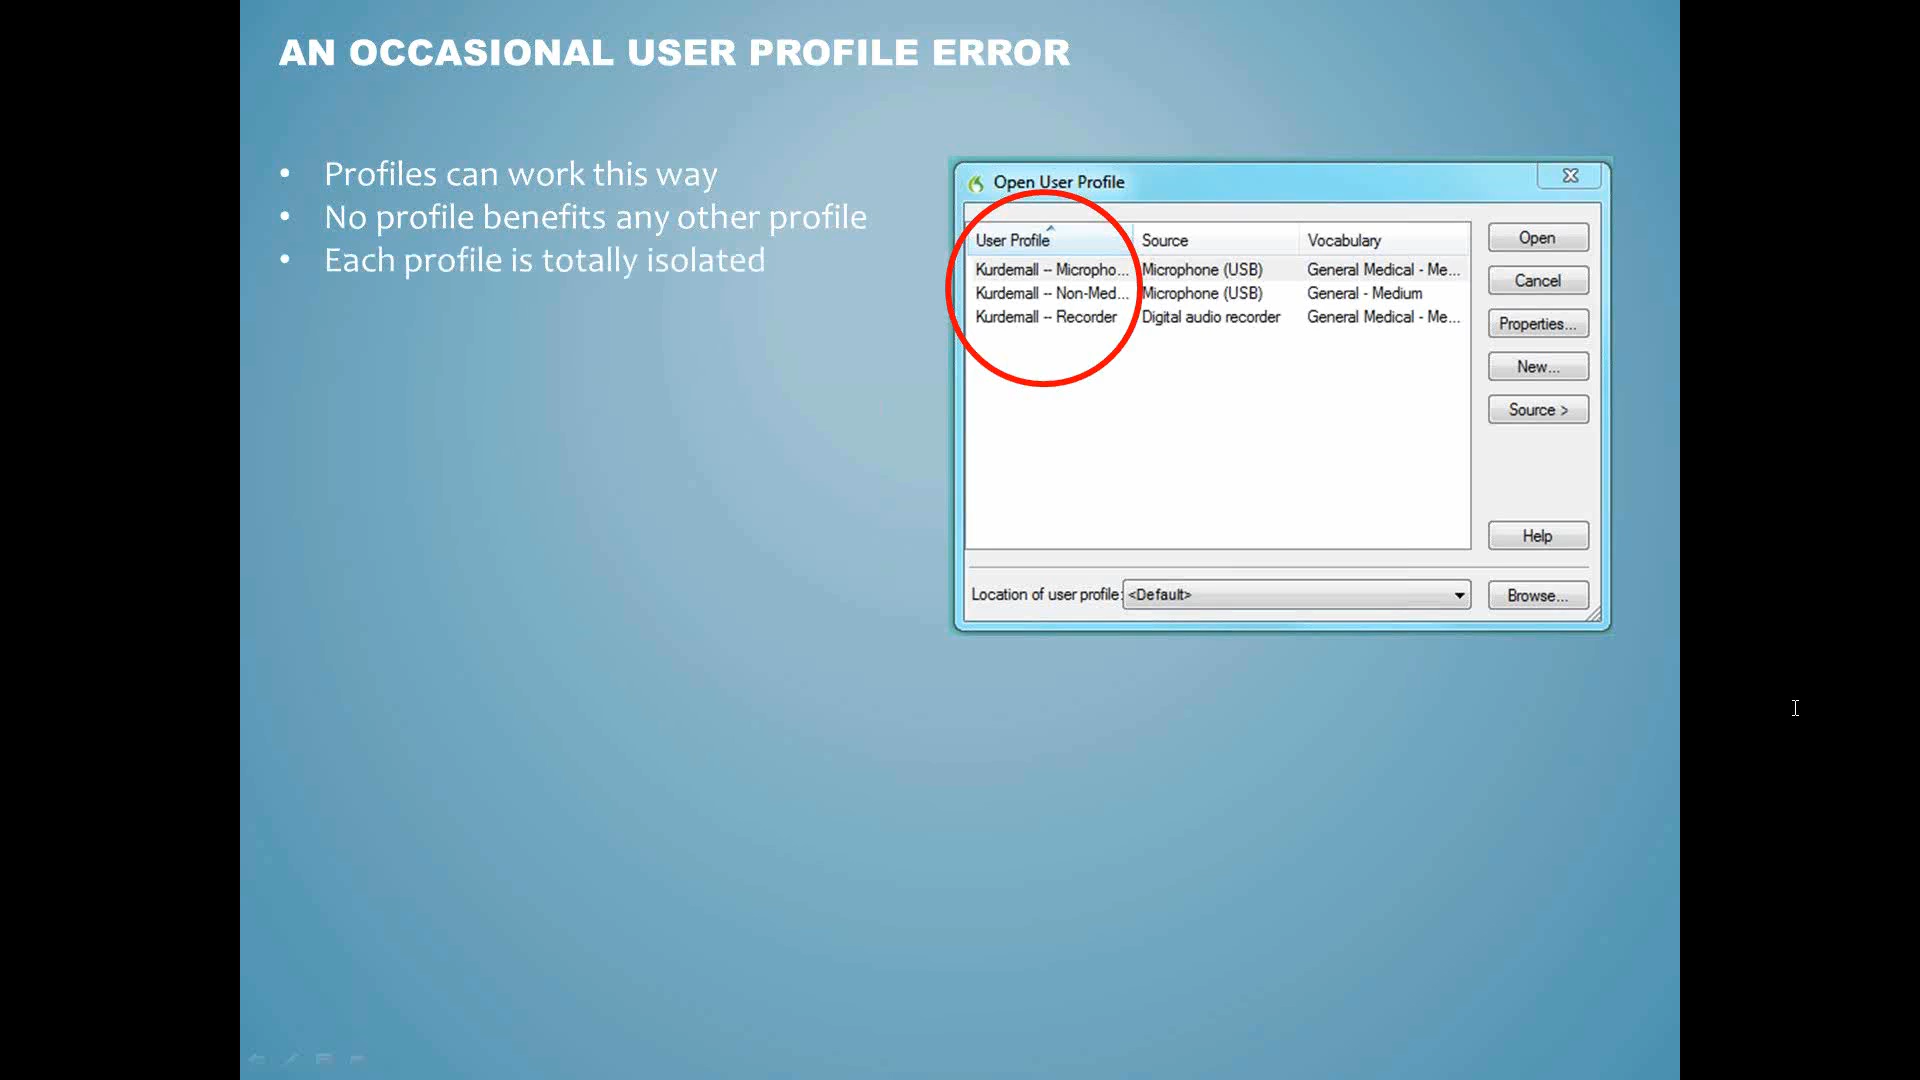 AN OCCASIONAL USER PROFILE ERROR
• Profiles can work this way
• No profile benefits any other profile
• Each profile is totally isolated
Open User Profile
User Profile Source Vocabulary
Kurdemall -- Micropho... Microphone (USB) General Medical - Me...
Kurdemall -- Non-Med... Microphone (USB) General - Medium
Kurdemall -- Recorder Digital audio recorder General Medical - Me...
Open
Cancel
Properties...
New...
Source >
Help
Location of user profile: <Default> Browse...